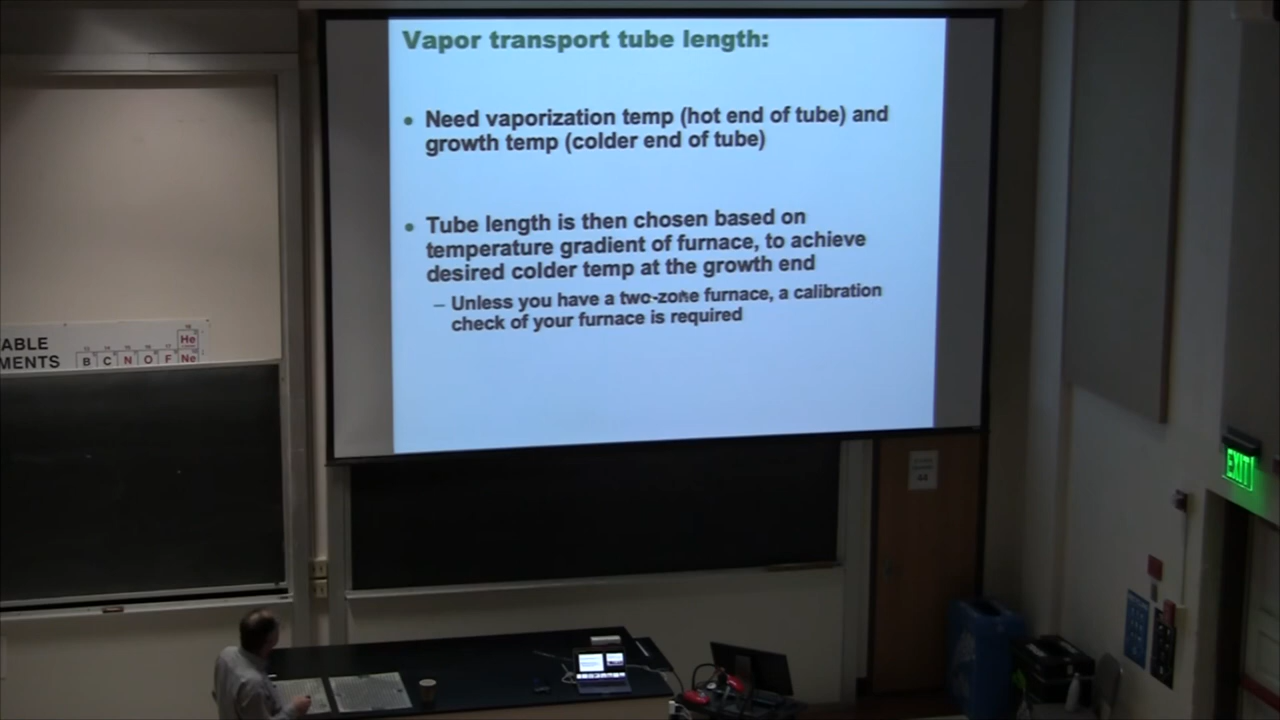 Vapor transport tube length:
• Need vaporization temp (hot end of tube) and
growth temp (colder end of tube)
• Tube length is then chosen based on
temperature gradient of furnace, to achieve
desired colder temp at the growth end
– Unless you have a two-zone furnace, a calibration
check of your furnace is required
ABLE
MENTS
He
B C N O F Ne
EXIT